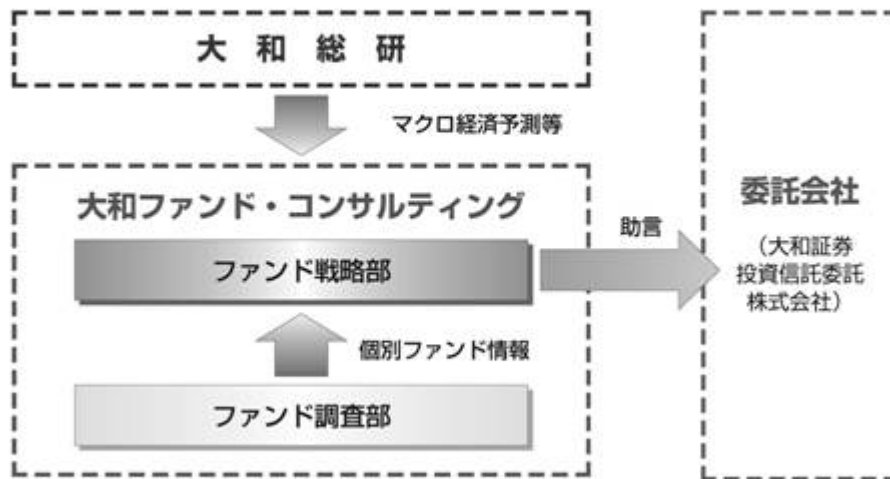 大和総研
マクロ経済予測等
大和ファンド・コンサルティング
ファンド戦略部
個別ファンド情報
ファンド調査部
助言
委託会社
（大和証券
投資信託委託
株式会社）